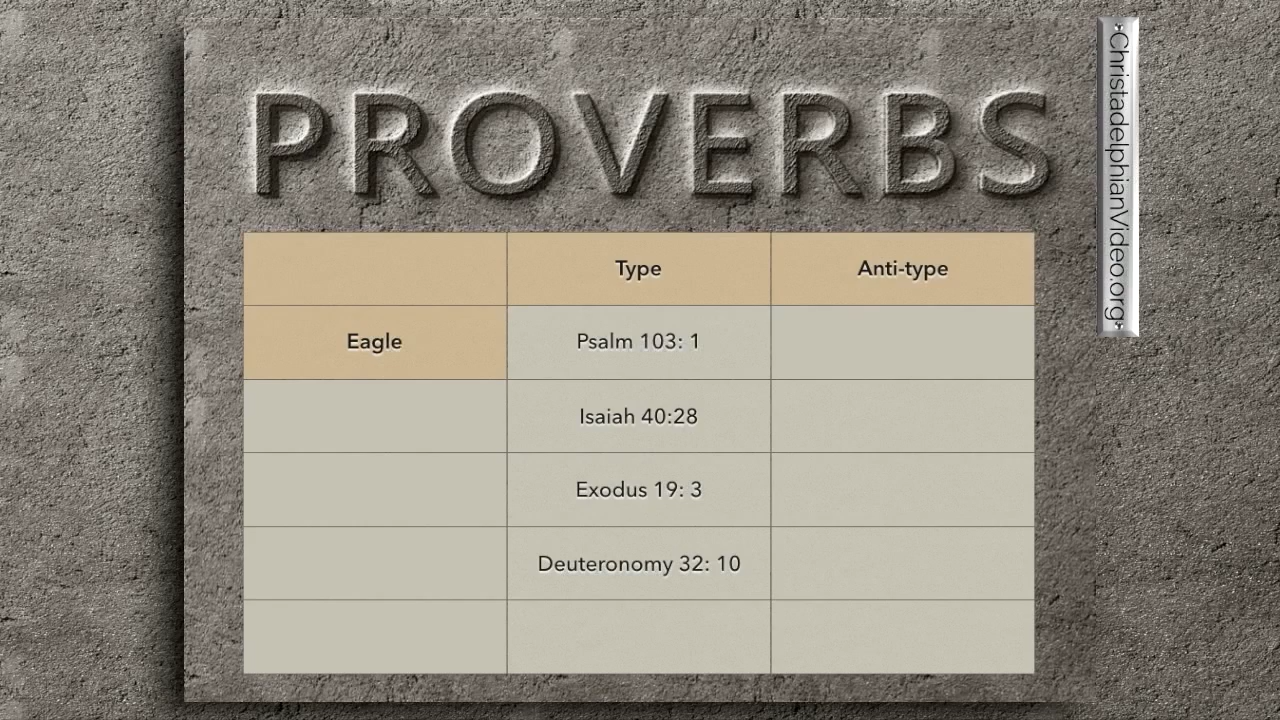 PROVERBS
Type Anti-type
Eagle Psalm 103: 1
Isaiah 40:28
Exodus 19: 3
Deuteronomy 32: 10
ChristadelphianVideo.org